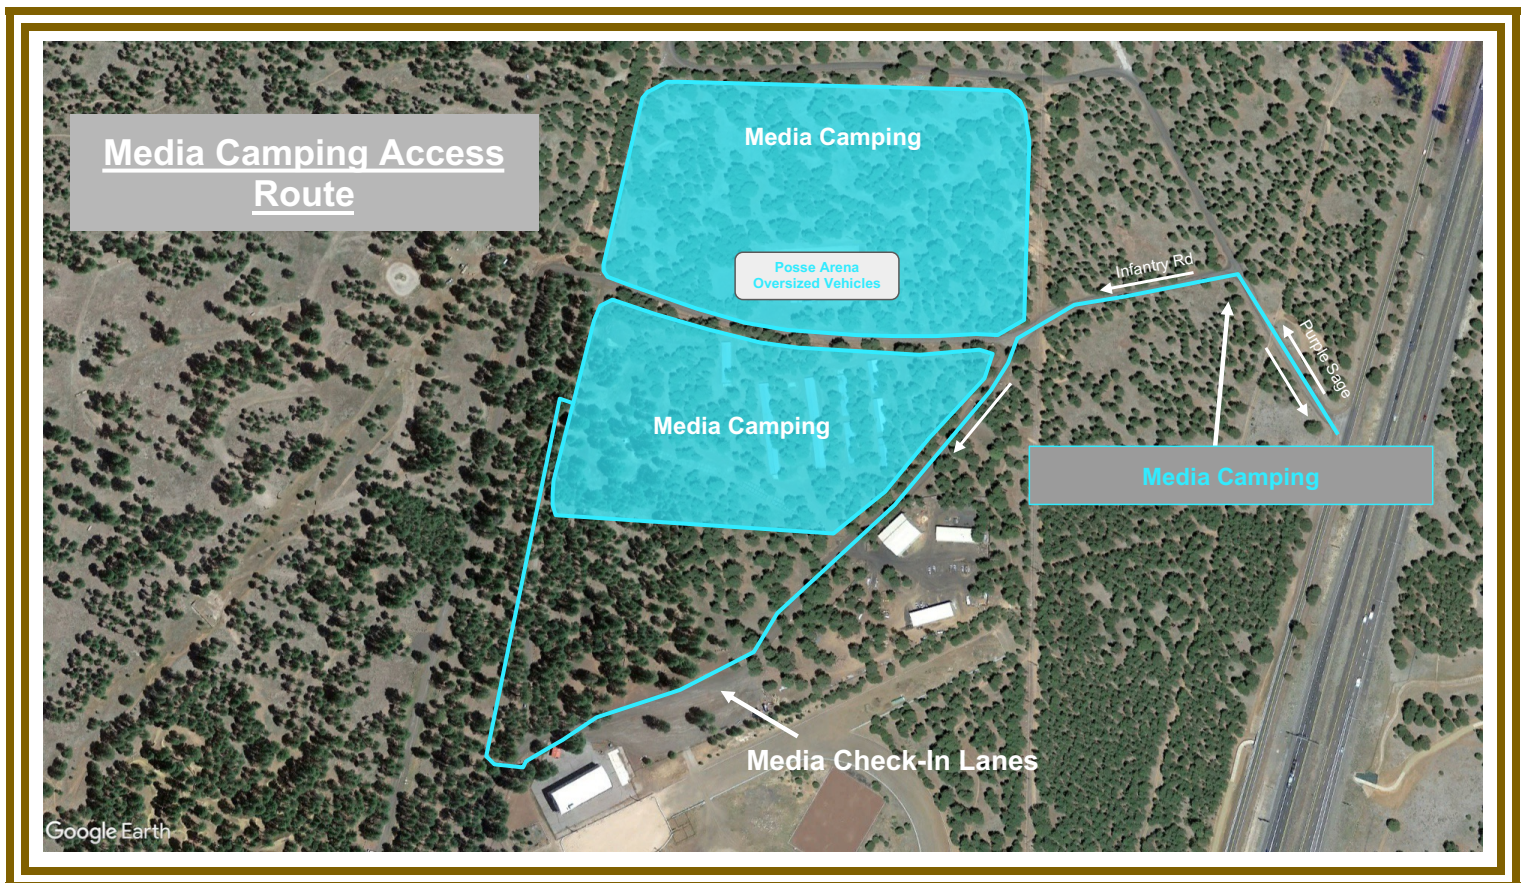 Media Camping Access
Route
Media Camping
Posse Arena
Oversized Vehicles
Infantry Rd
Purple Sage
Media Camping
Media Camping
Media Check-In Lanes
Google Earth